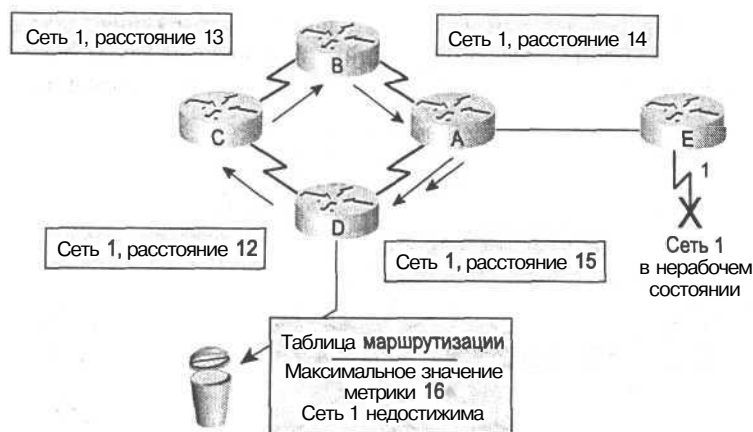 Сеть 1, расстояние 13
Сеть 1, расстояние 14
B
C
A
E
1
D
Сеть 1
в нерабочем
состоянии
Сеть 1, расстояние 12
Сеть 1, расстояние 15
Таблица маршрутизации
Максимальное значение
метрики 16
Сеть 1 недостижима